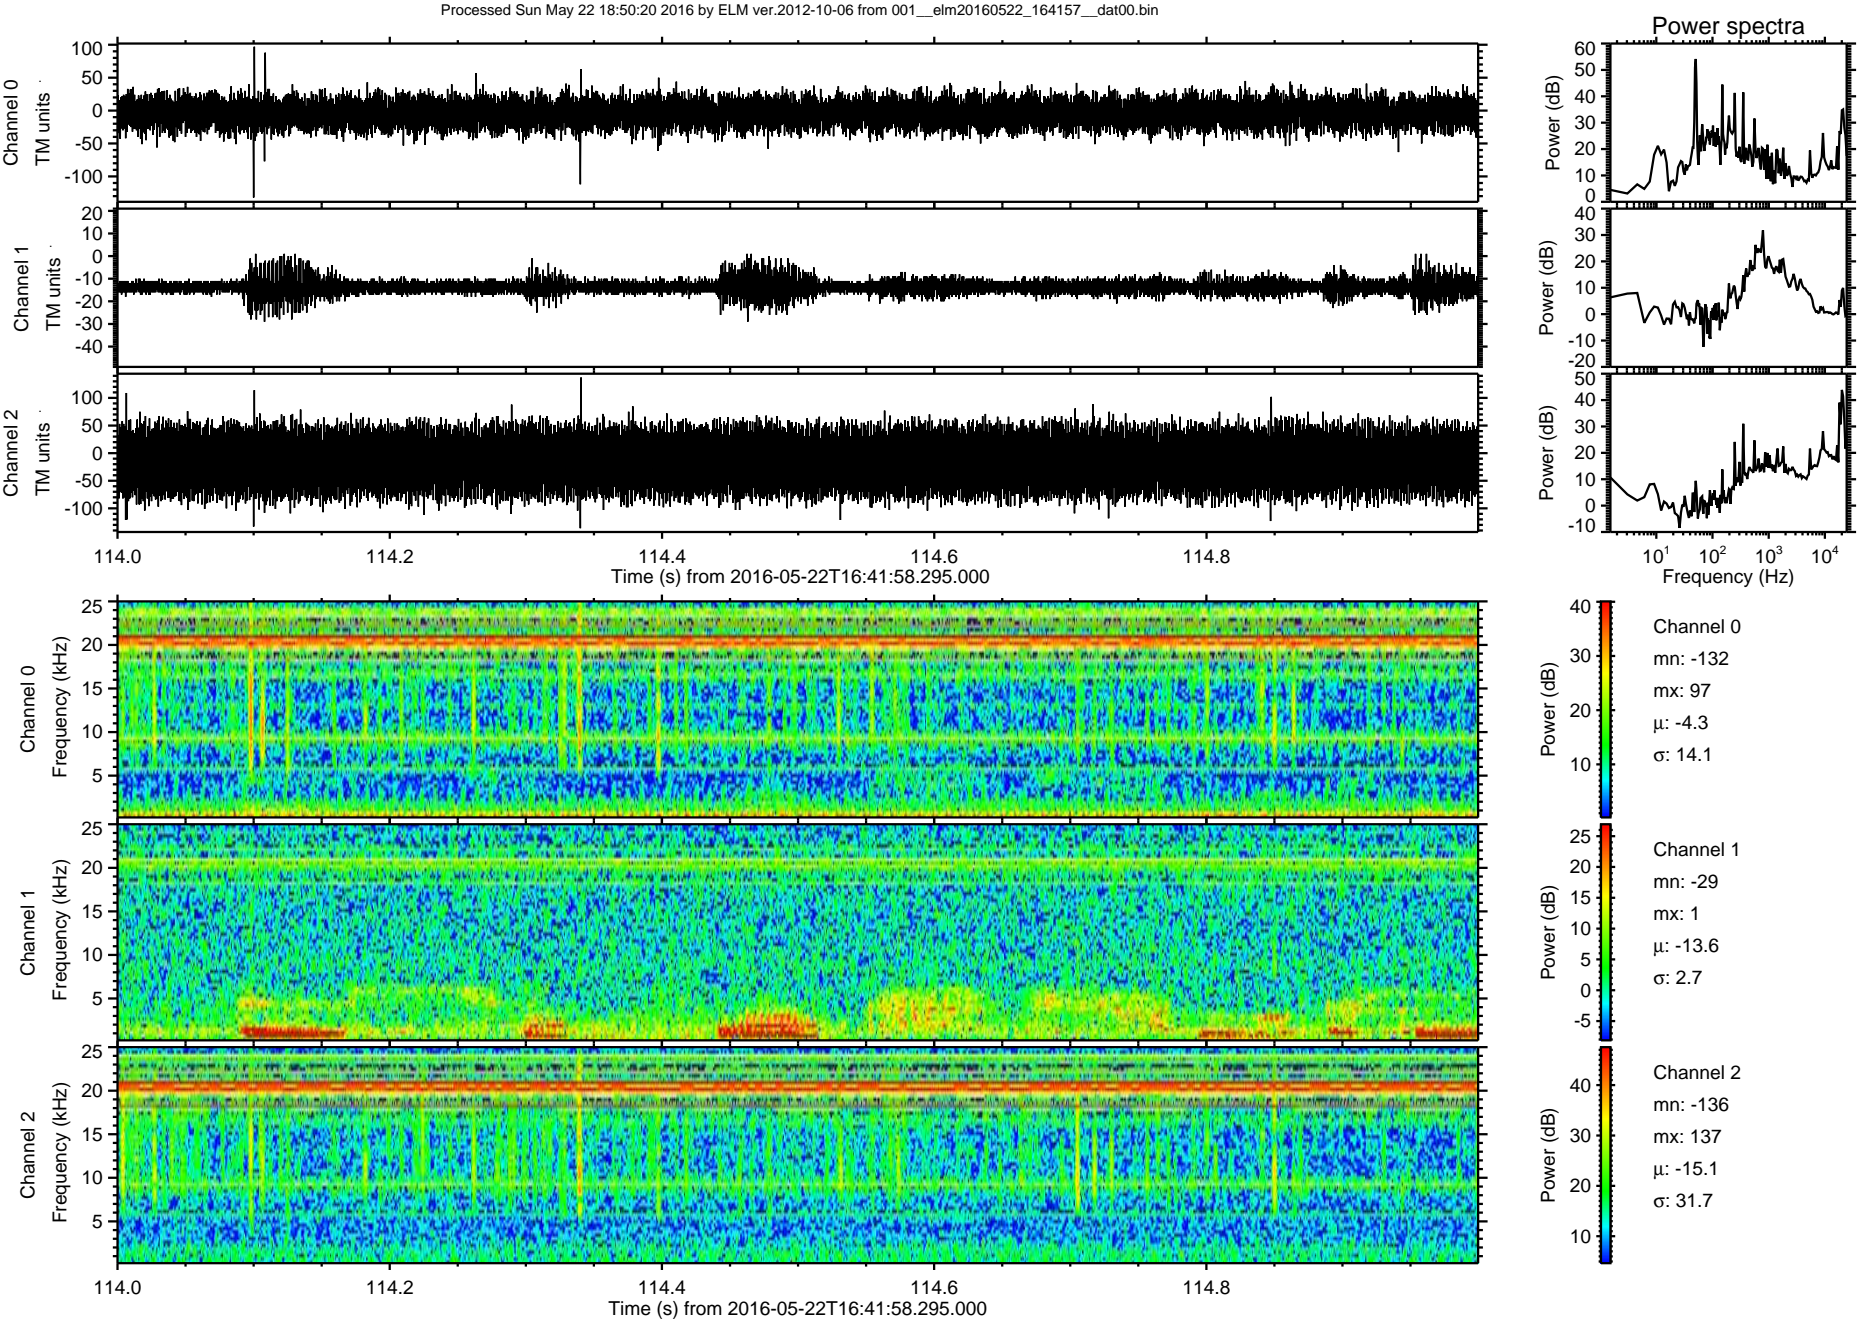 Processed Sun May 22 18:50:20 2016 by ELM ver.2012-10-06 from 001__elm20160522_164157__dat00.bin
Power spectra
Channel 0
TM units
100
50
0
-50
-100
Power (dB)
60
50
40
30
20
10
0
Channel 1
TM units
20
10
0
-10
-20
-30
-40
Power (dB)
40
30
20
10
0
-10
-20
Channel 2
TM units
100
50
0
-50
-100
Power (dB)
50
40
30
20
10
0
-10
114.0 114.2 114.4 114.6 114.8
Time (s) from 2016-05-22T16:41:58.295.000
10¹ 10² 10³ 10⁴
Frequency (Hz)
Channel 0
Frequency (kHz)
25
20
15
10
5
Power (dB)
40
30
20
10
Channel 0
mn: -132
mx: 97
μ: -4.3
σ: 14.1
Channel 1
Frequency (kHz)
25
20
15
10
5
Power (dB)
25
20
15
10
5
0
-5
Channel 1
mn: -29
mx: 1
μ: -13.6
σ: 2.7
Channel 2
Frequency (kHz)
25
20
15
10
5
Power (dB)
40
30
20
10
Channel 2
mn: -136
mx: 137
μ: -15.1
σ: 31.7
114.0 114.2 114.4 114.6 114.8
Time (s) from 2016-05-22T16:41:58.295.000